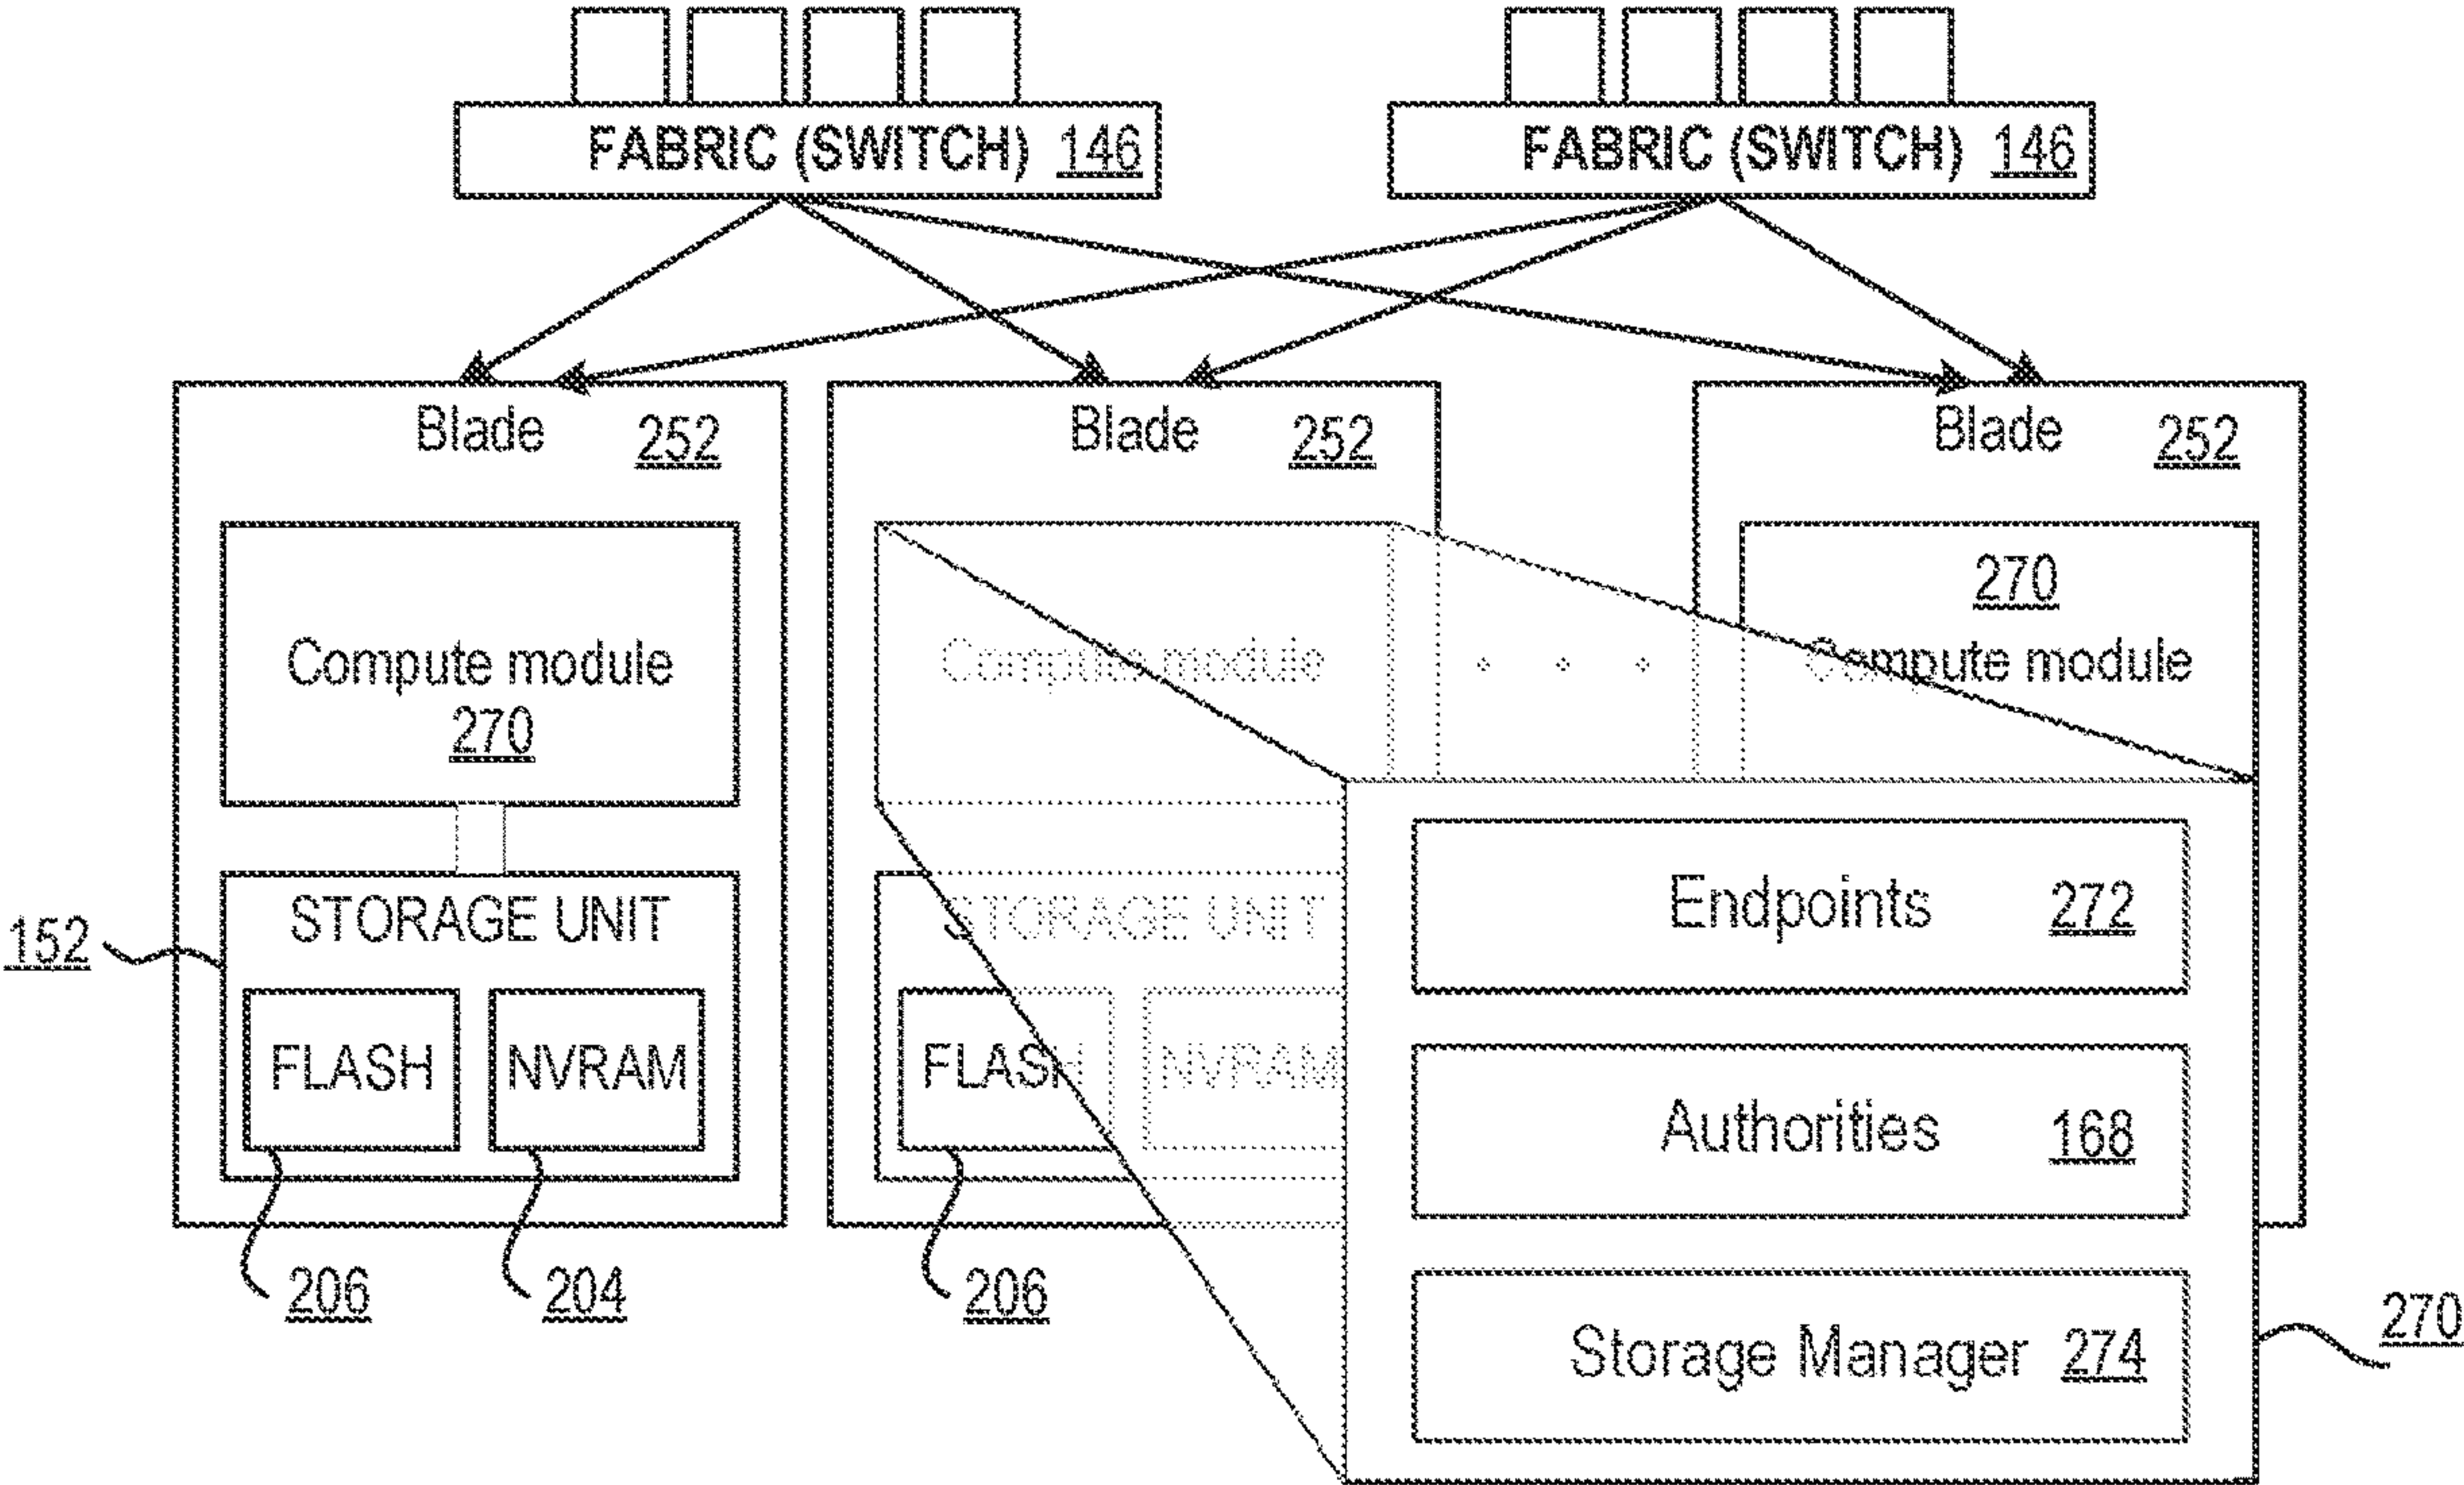 FABRIC (SWITCH) 146
FABRIC (SWITCH) 146
Blade 252
Blade 252
Blade 252
Compute module
270
Compute module
270
Compute module
STORAGE UNIT
152
FLASH
NVRAM
206
204
STORAGE UNIT
FLASH
NVRAM
206
Endpoints 272
Authorities 168
Storage Manager 274
270